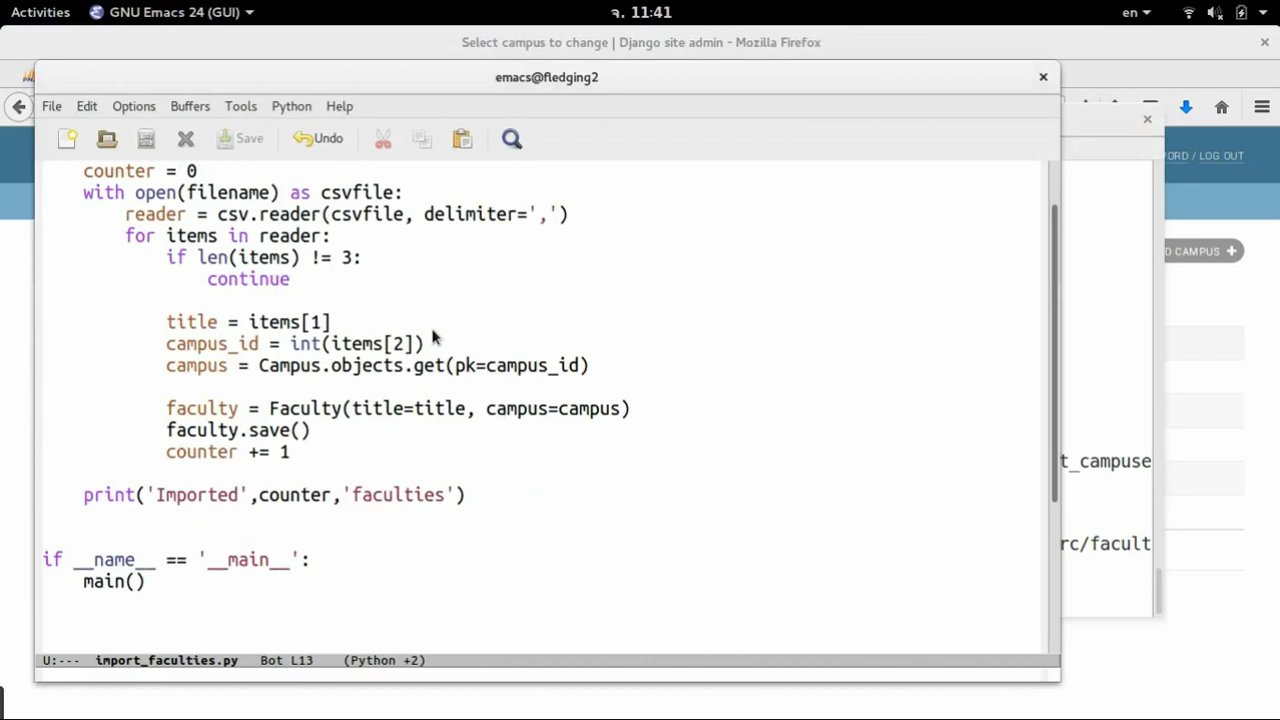 Activities GNU Emacs 24 (GUI) จ. 11:41 en
Select campus to change | Django site admin - Mozilla Firefox
emacs@fledging2
File Edit Options Buffers Tools Python Help
Save Undo
WORD / LOG OUT
D CAMPUS +
counter = 0
with open(filename) as csvfile:
reader = csv.reader(csvfile, delimiter=',')
for items in reader:
if len(items) != 3:
continue
title = items[1]
campus_id = int(items[2])
campus = Campus.objects.get(pk=campus_id)
faculty = Faculty(title=title, campus=campus)
faculty.save()
counter += 1
t_campuse
print('Imported',counter,'faculties')
rc/facult
if __name__ == '__main__':
main()
U:--- import_faculties.py Bot L13 (Python +2)